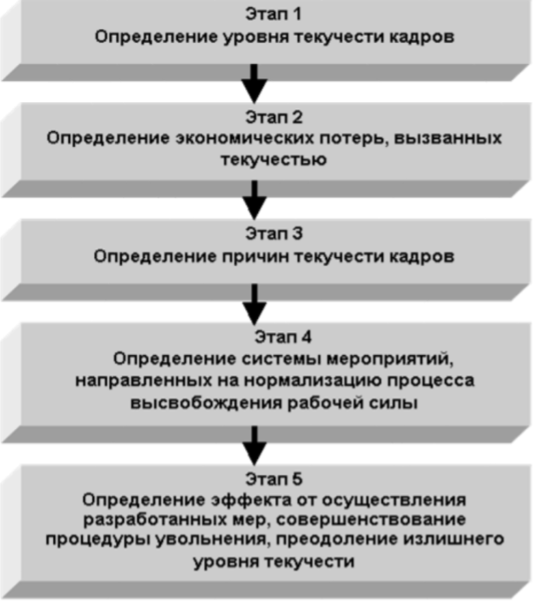 Этап 1
Определение уровня текучести кадров
Этап 2
Определение экономических потерь, вызванных
текучестью
Этап 3
Определение причин текучести кадров
Этап 4
Определение системы мероприятий,
направленных на нормализацию процесса
высвобождения рабочей силы
Этап 5
Определение эффекта от осуществления
разработанных мер, совершенствование
процедуры увольнения, преодоление излишнего
уровня текучести